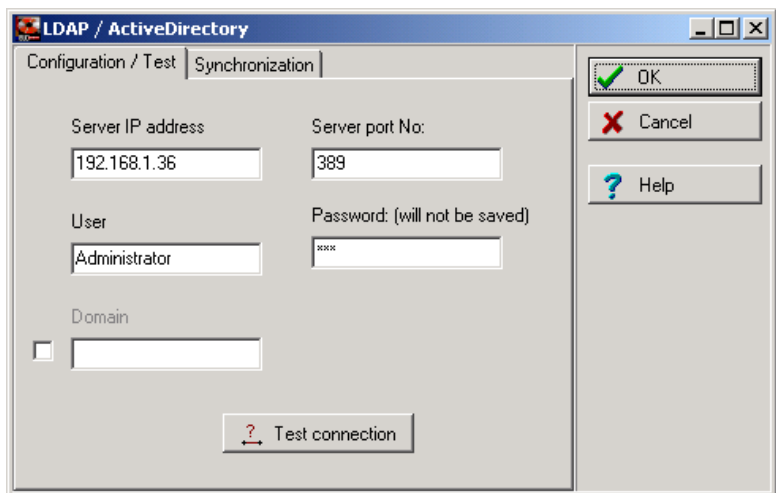 LDAP / ActiveDirectory
Configuration / Test
Synchronization
OK
Cancel
Help
Server IP address
Server port No:
192.168.1.36
389
User
Password: (will not be saved)
Administrator
***
Domain
Test connection